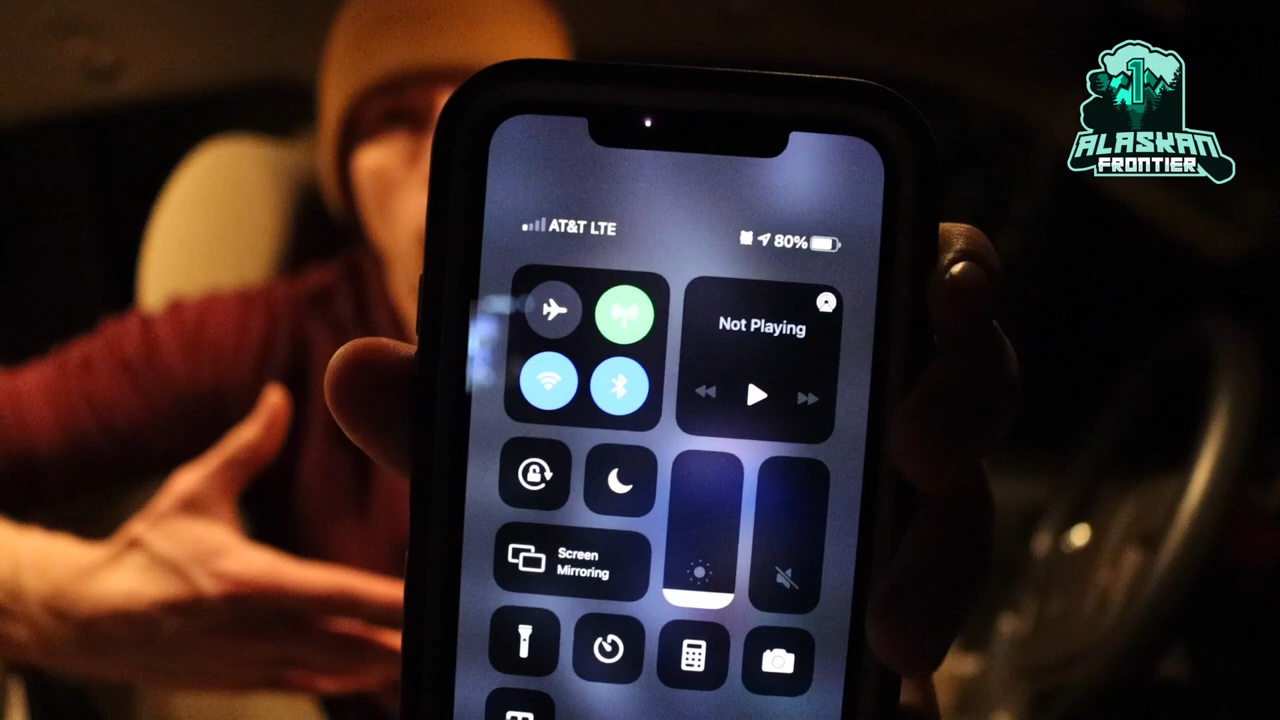 1
ALASKAN
FRONTIER
AT&T LTE
80%
Not Playing
Screen
Mirroring